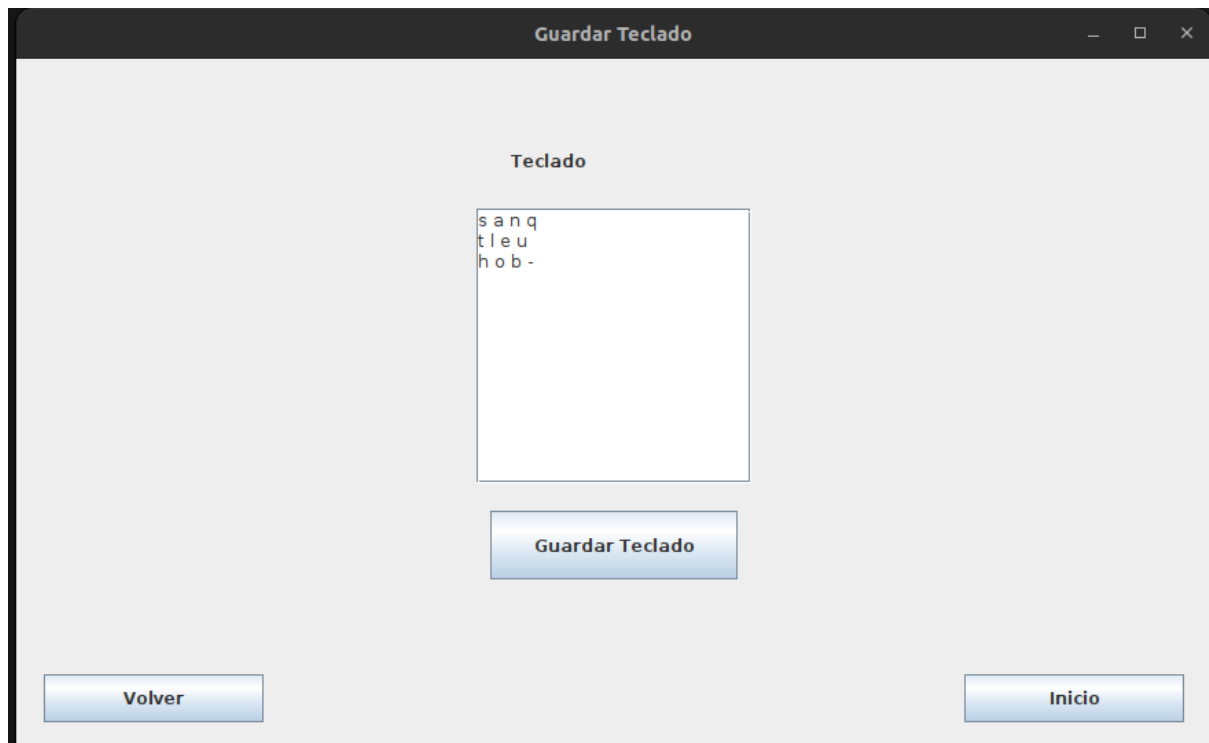 Guardar Teclado
Teclado
s a n q
t l e u
h o b -
Guardar Teclado
Volver
Inicio